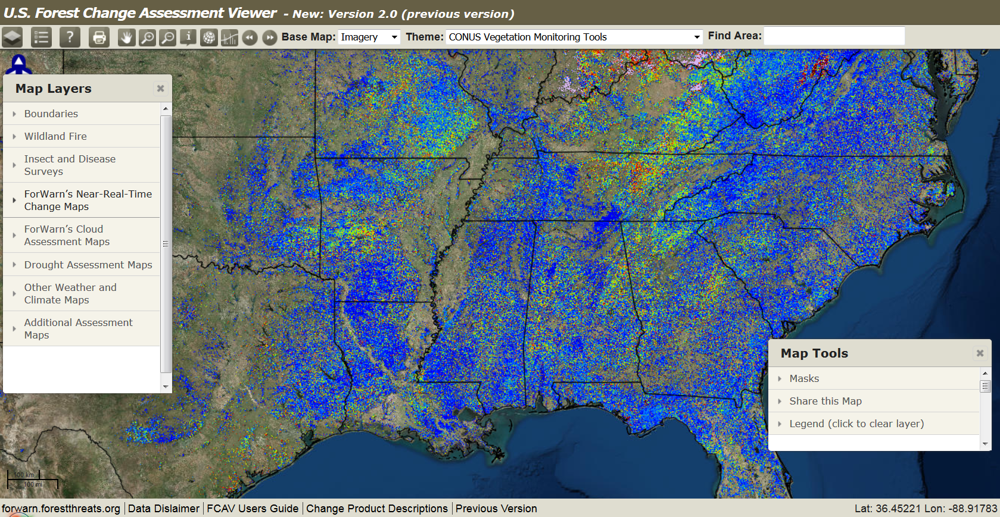 U.S. Forest Change Assessment Viewer - New: Version 2.0 (previous version)
Base Map: Imagery Theme: CONUS Vegetation Monitoring Tools Find Area:
Map Layers
Boundaries
Wildland Fire
Insect and Disease
Surveys
ForWarn's Near-Real-Time
Change Maps
ForWarn's Cloud
Assessment Maps
Drought Assessment Maps
Other Weather and
Climate Maps
Additional Assessment
Maps
Map Tools
Masks
Share this Map
Legend (click to clear layer)
100 km
100 mi
forwarn.forestthreats.org | Data Dislaimer | FCAV Users Guide | Change Product Descriptions | Previous Version
Lat: 36.45221 Lon: -88.91783